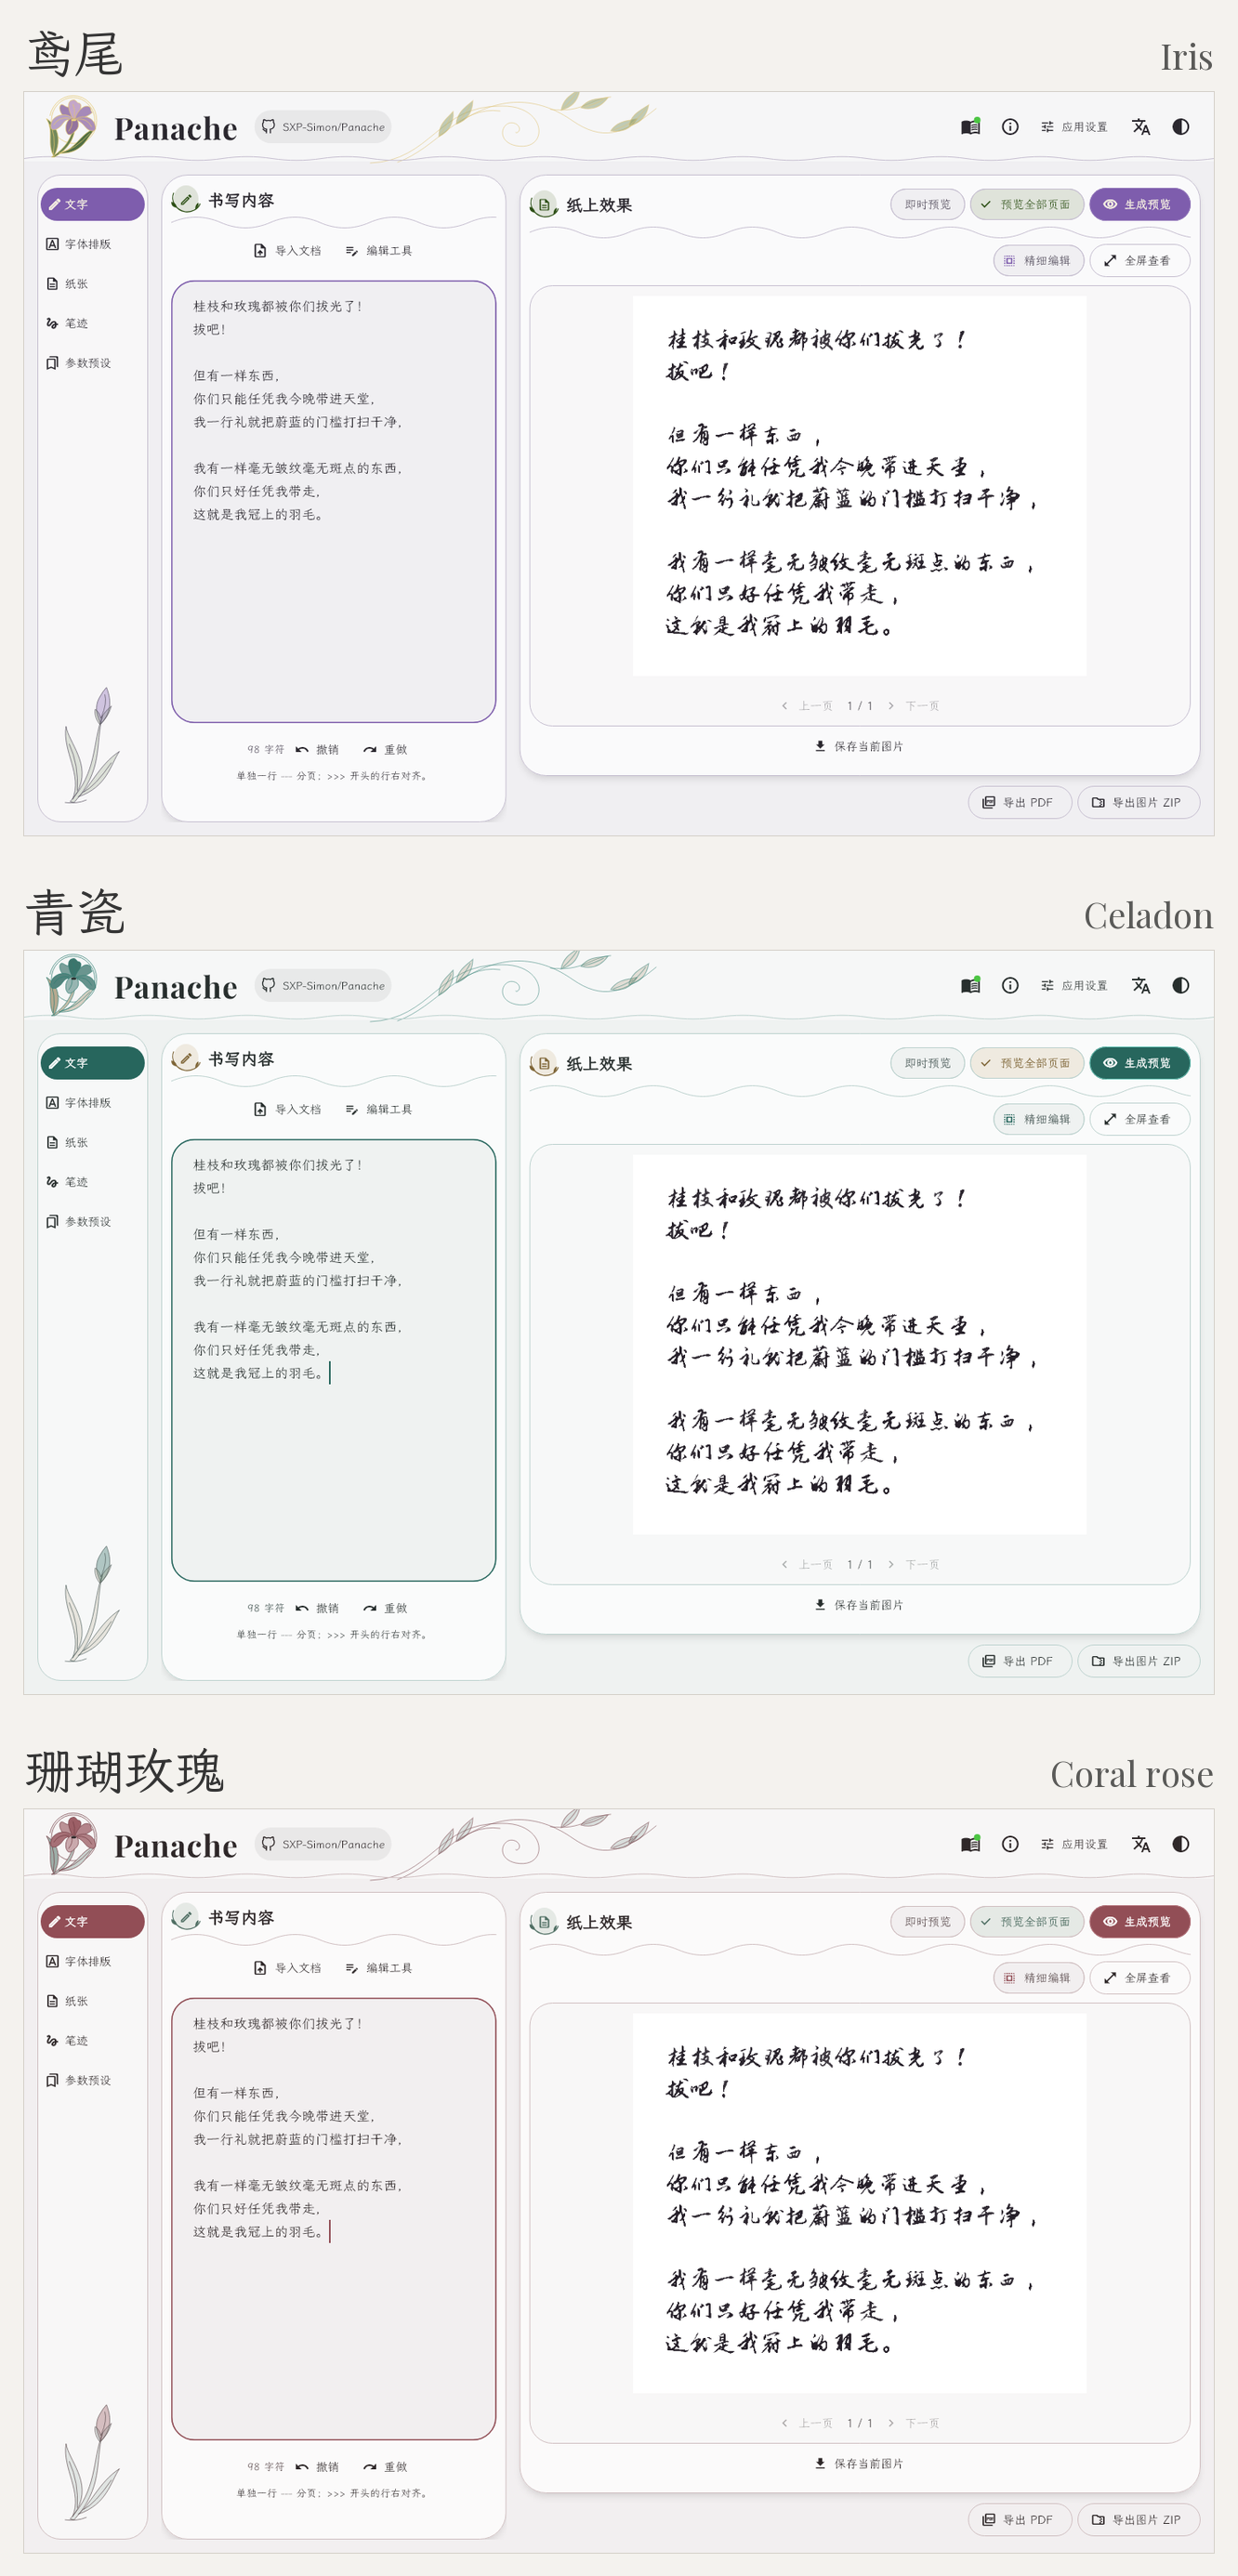 鸢尾
Iris
Panache
SXP-Simon/Panache
应用设置
文字
字体排版
纸张
笔迹
参数预设
书写内容
导入文档
编辑工具
桂枝和玫瑰都被你们拔光了！
拔吧！
但有一样东西，
你们只能任凭我今晚带进天堂，
我一行礼就把蔚蓝的门槛打扫干净，
我有一样毫无皱纹毫无斑点的东西，
你们只好任凭我带走，
这就是我冠上的羽毛。
98 字符
撤销
重做
单独一行 --- 分页；>>> 开头的行右对齐。
纸上效果
即时预览
预览全部页面
生成预览
精细编辑
全屏查看
桂枝和玫瑰都被你们拔光了！
拔吧！
但有一样东西，
你们只能任凭我今晚带进天堂，
我一行礼就把蔚蓝的门槛打扫干净，
我有一样毫无皱纹毫无斑点的东西，
你们只好任凭我带走，
这就是我冠上的羽毛。
上一页
1 / 1
下一页
保存当前图片
导出 PDF
导出图片 ZIP
青瓷
Celadon
Panache
SXP-Simon/Panache
应用设置
文字
字体排版
纸张
笔迹
参数预设
书写内容
导入文档
编辑工具
桂枝和玫瑰都被你们拔光了！
拔吧！
但有一样东西，
你们只能任凭我今晚带进天堂，
我一行礼就把蔚蓝的门槛打扫干净，
我有一样毫无皱纹毫无斑点的东西，
你们只好任凭我带走，
这就是我冠上的羽毛。
98 字符
撤销
重做
单独一行 --- 分页；>>> 开头的行右对齐。
纸上效果
即时预览
预览全部页面
生成预览
精细编辑
全屏查看
桂枝和玫瑰都被你们拔光了！
拔吧！
但有一样东西，
你们只能任凭我今晚带进天堂，
我一行礼就把蔚蓝的门槛打扫干净，
我有一样毫无皱纹毫无斑点的东西，
你们只好任凭我带走，
这就是我冠上的羽毛。
上一页
1 / 1
下一页
保存当前图片
导出 PDF
导出图片 ZIP
珊瑚玫瑰
Coral rose
Panache
SXP-Simon/Panache
应用设置
文字
字体排版
纸张
笔迹
参数预设
书写内容
导入文档
编辑工具
桂枝和玫瑰都被你们拔光了！
拔吧！
但有一样东西，
你们只能任凭我今晚带进天堂，
我一行礼就把蔚蓝的门槛打扫干净，
我有一样毫无皱纹毫无斑点的东西，
你们只好任凭我带走，
这就是我冠上的羽毛。
98 字符
撤销
重做
单独一行 --- 分页；>>> 开头的行右对齐。
纸上效果
即时预览
预览全部页面
生成预览
精细编辑
全屏查看
桂枝和玫瑰都被你们拔光了！
拔吧！
但有一样东西，
你们只能任凭我今晚带进天堂，
我一行礼就把蔚蓝的门槛打扫干净，
我有一样毫无皱纹毫无斑点的东西，
你们只好任凭我带走，
这就是我冠上的羽毛。
上一页
1 / 1
下一页
保存当前图片
导出 PDF
导出图片 ZIP